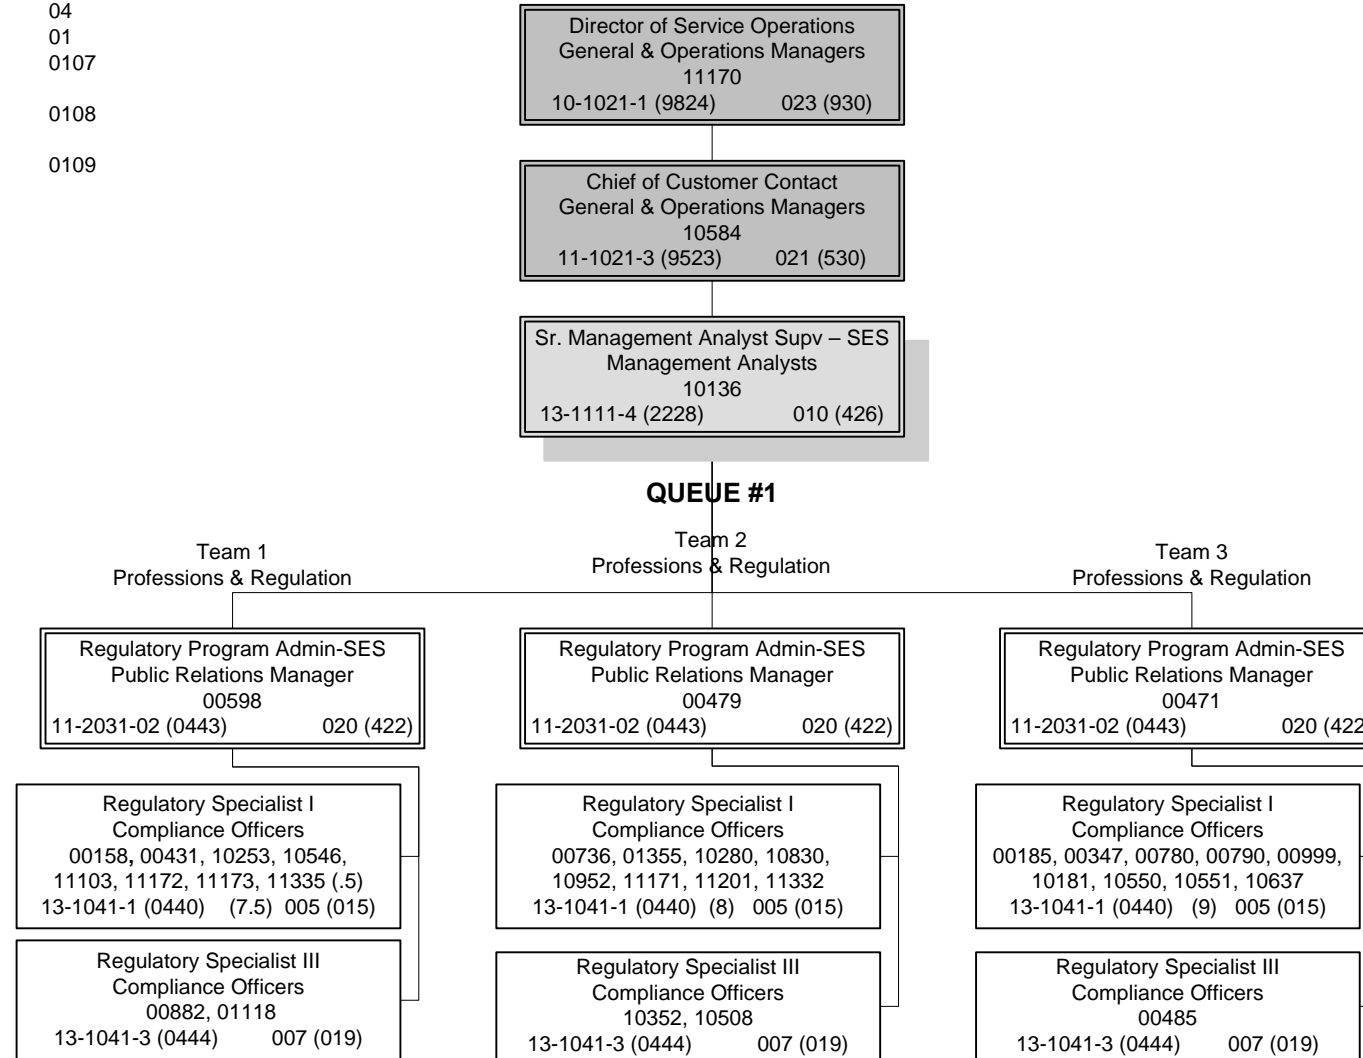 04
01
0107
0108
0109
Director of Service Operations
General & Operations Managers
11170
10-1021-1 (9824) 023 (930)
Chief of Customer Contact
General & Operations Managers
10584
11-1021-3 (9523) 021 (530)
Sr. Management Analyst Supv – SES
Management Analysts
10136
13-1111-4 (2228) 010 (426)
QUEUE #1
Team 1
Professions & Regulation
Team 2
Professions & Regulation
Team 3
Professions & Regulation
Regulatory Program Admin-SES
Public Relations Manager
00598
11-2031-02 (0443) 020 (422)
Regulatory Program Admin-SES
Public Relations Manager
00479
11-2031-02 (0443) 020 (422)
Regulatory Program Admin-SES
Public Relations Manager
00471
11-2031-02 (0443) 020 (422
Regulatory Specialist I
Compliance Officers
00158, 00431, 10253, 10546,
11103, 11172, 11173, 11335 (.5)
13-1041-1 (0440) (7.5) 005 (015)
Regulatory Specialist I
Compliance Officers
00736, 01355, 10280, 10830,
10952, 11171, 11201, 11332
13-1041-1 (0440) (8) 005 (015)
Regulatory Specialist I
Compliance Officers
00185, 00347, 00780, 00790, 00999,
10181, 10550, 10551, 10637
13-1041-1 (0440) (9) 005 (015)
Regulatory Specialist III
Compliance Officers
00882, 01118
13-1041-3 (0444) 007 (019)
Regulatory Specialist III
Compliance Officers
10352, 10508
13-1041-3 (0444) 007 (019)
Regulatory Specialist III
Compliance Officers
00485
13-1041-3 (0444) 007 (019)